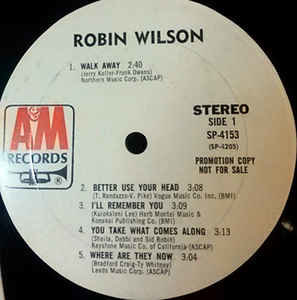 ROBIN WILSON
1. WALK AWAY 2:40
(Jerry Keller-Frank Owens)
Northern Music Corp. (ASCAP)
AM
RECORDS
STEREO
SIDE 1
SP-4153
(SP-4205)
PROMOTION COPY
NOT FOR SALE
2. BETTER USE YOUR HEAD 3:08
(T. Randazzo-V. Pike) Vogue Music Co., Inc. (BMI)
3. I'LL REMEMBER YOU 3:09
(Kuiokalani Lee) Herb Montei Music &
Konakai Publishing Co. (BMI)
4. YOU TAKE WHAT COMES ALONG 3:13
(Sheila, Debbi and Sid Robin)
Keystone Music Co. of California (ASCAP)
5. WHERE ARE THEY NOW 3:04
(Bradford Craig-Ty Whitney)
Leeds Music Corp. (ASCAP)